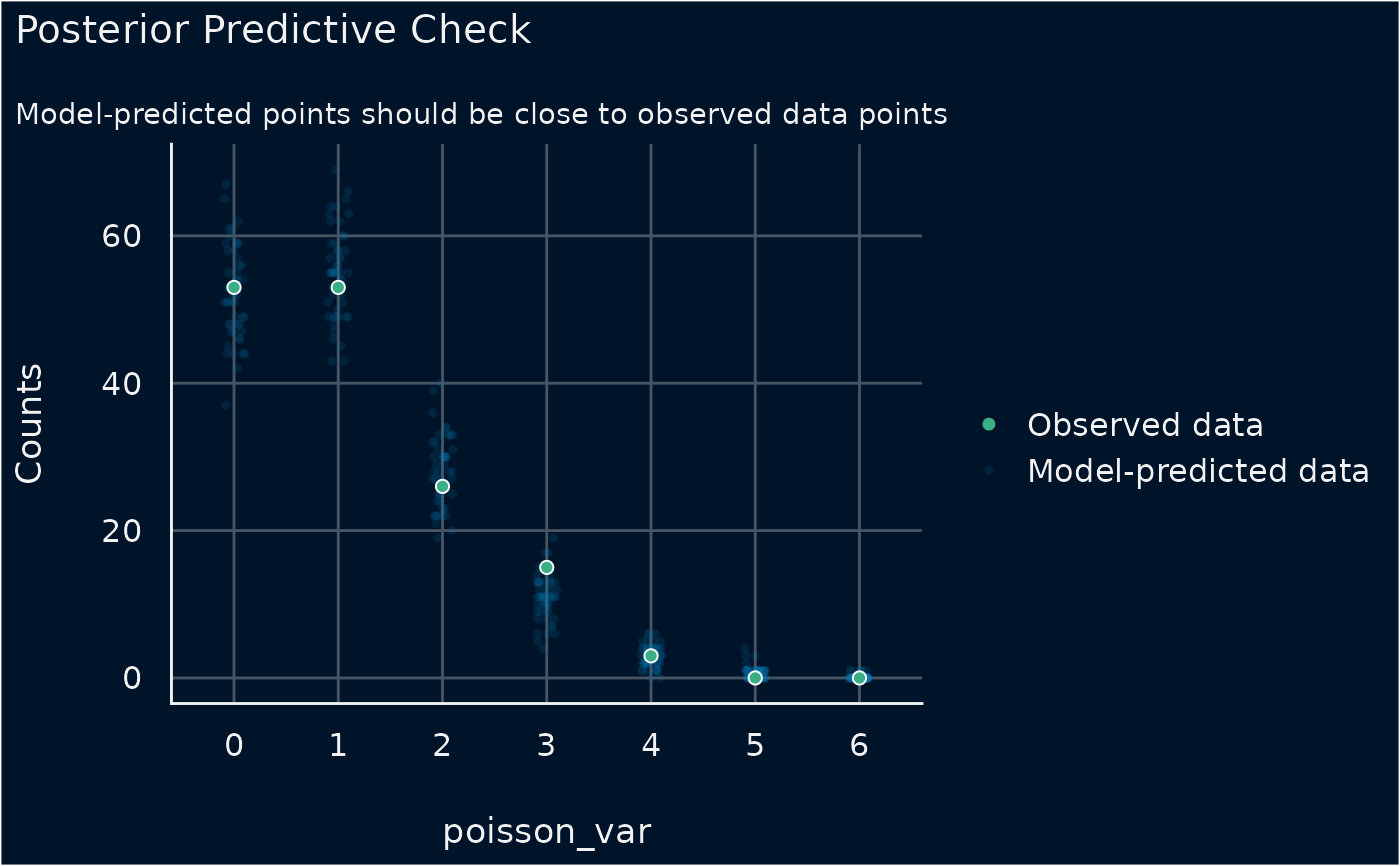 Posterior Predictive Check
Model-predicted points should be close to observed data points
Counts
60
40
20
0
0 1 2 3 4 5 6
poisson_var
Observed data
Model-predicted data